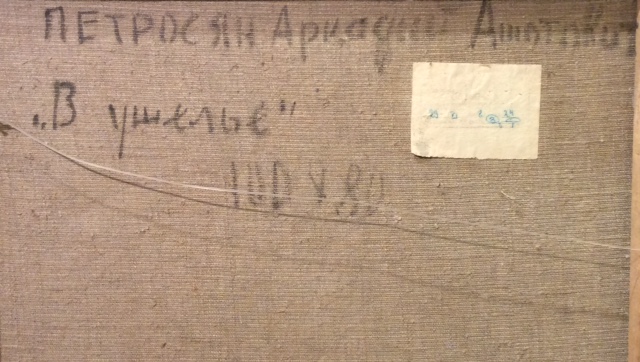 ПЕТРОСЯН Аркадий Ашотович
„В ущелье"
100 х 80